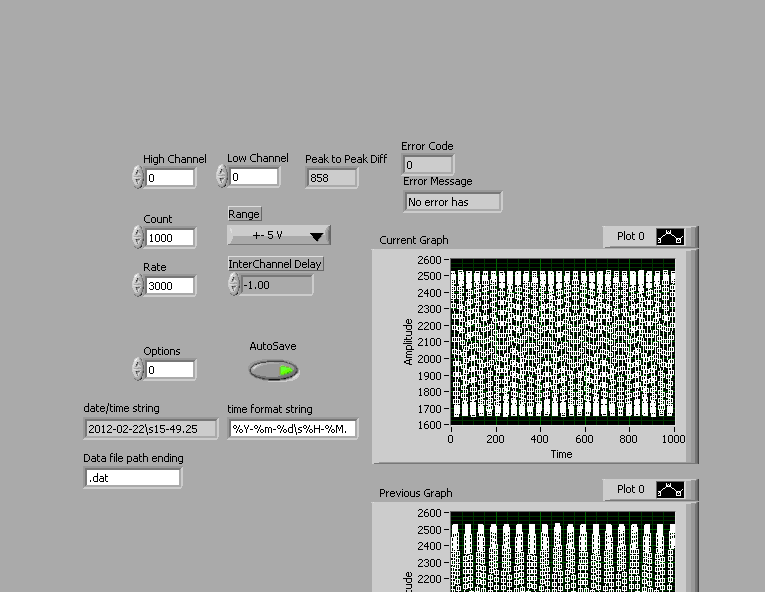 High Channel
0
Low Channel
0
Peak to Peak Diff
858
Error Code
0
Error Message
No error has
Count
1000
Range
+- 5 V
Rate
3000
InterChannel Delay
-1.00
Options
0
AutoSave
date/time string
2012-02-22\s15-49.25
time format string
%Y-%m-%d\s%H-%M.
Data file path ending
.dat
Current Graph
Plot 0
2600
2500
2400
2300
2200
2100
2000
1900
1800
1700
1600
Amplitude
0 200 400 600 800 1000
Time
Previous Graph
Plot 0
2600
2500
2400
2300
2200